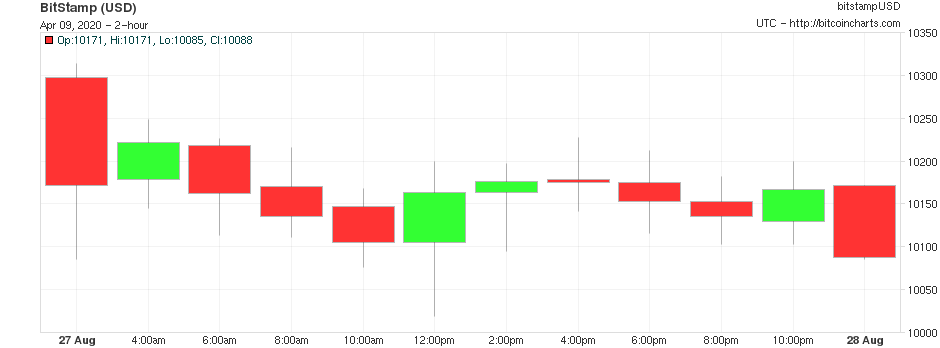 BitStamp (USD)
bitstampUSD
Apr 09, 2020 - 2-hour
UTC - http://bitcoincharts.com
Op:10171, Hi:10171, Lo:10085, Cl:10088
10350
10300
10250
10200
10150
10100
10050
10000
27 Aug 4:00am 6:00am 8:00am 10:00am 12:00pm 2:00pm 4:00pm 6:00pm 8:00pm 10:00pm 28 Aug